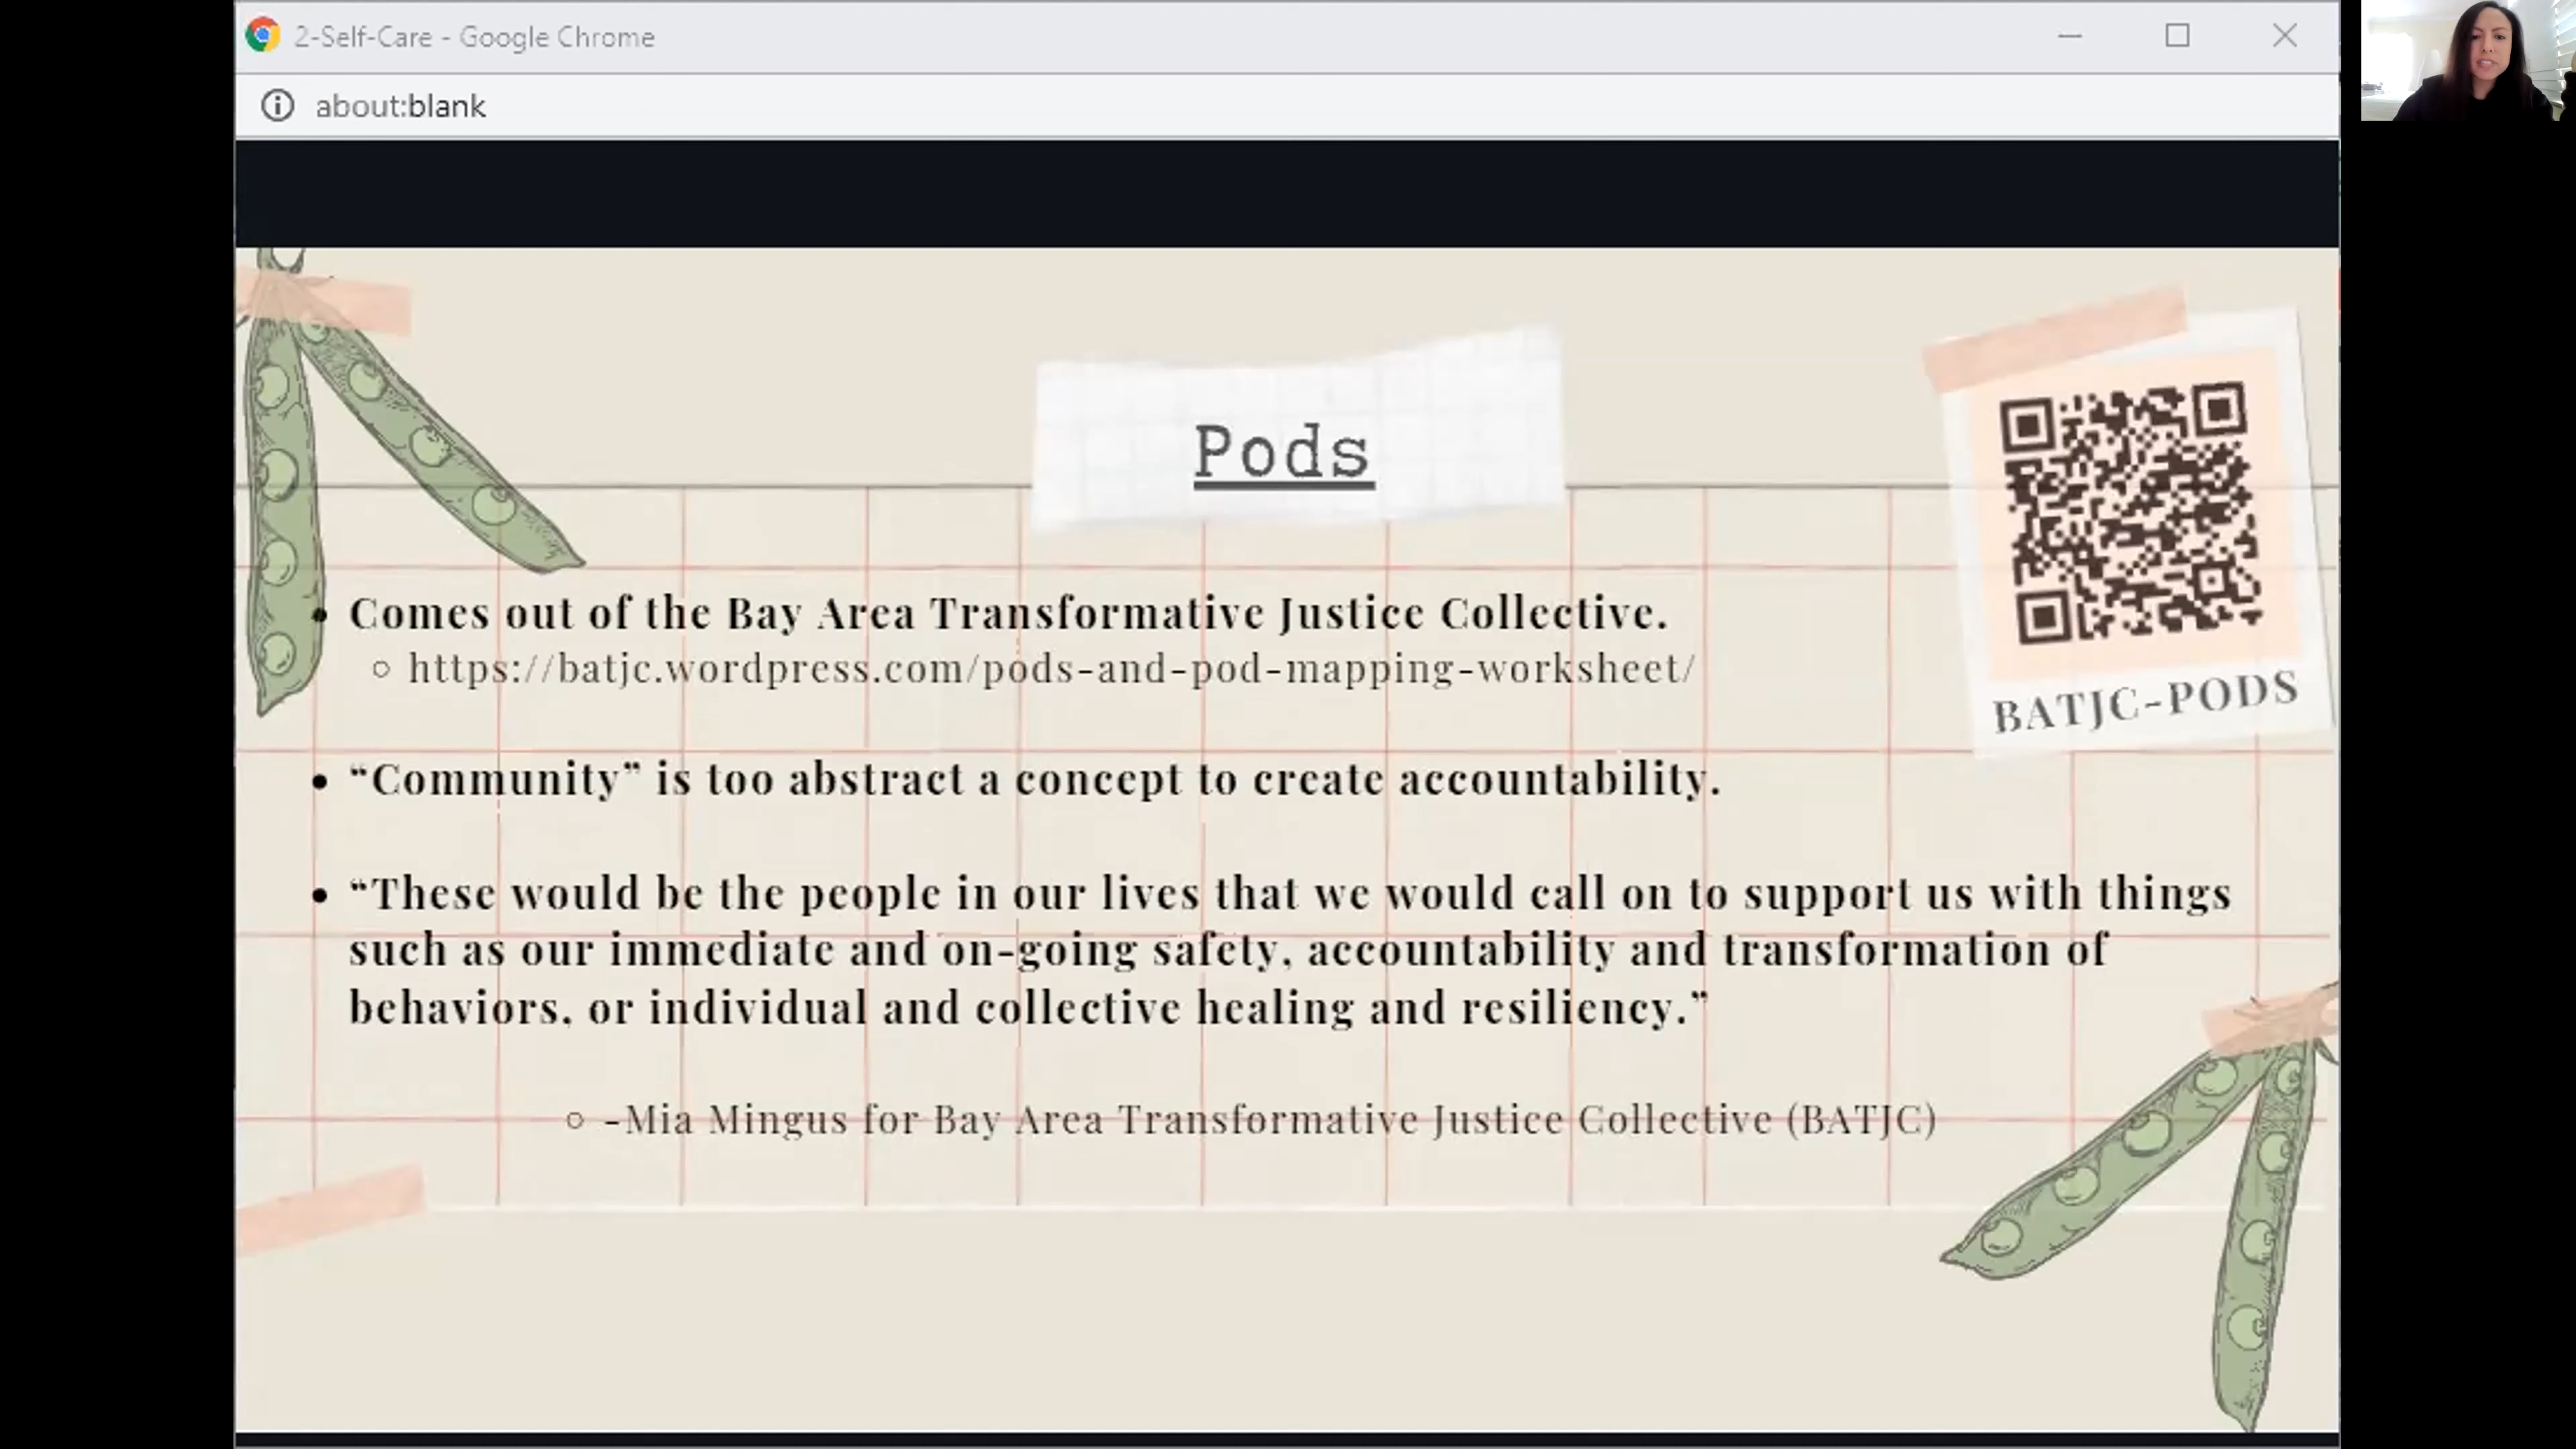 2-Self-Care - Google Chrome
about:blank
Pods
• Comes out of the Bay Area Transformative Justice Collective.
○ https://batjc.wordpress.com/pods-and-pod-mapping-worksheet/
BATJC-PODS
• “Community” is too abstract a concept to create accountability.
• “These would be the people in our lives that we would call on to support us with things
such as our immediate and on-going safety, accountability and transformation of
behaviors, or individual and collective healing and resiliency.”
○ -Mia Mingus for Bay Area Transformative Justice Collective (BATJC)